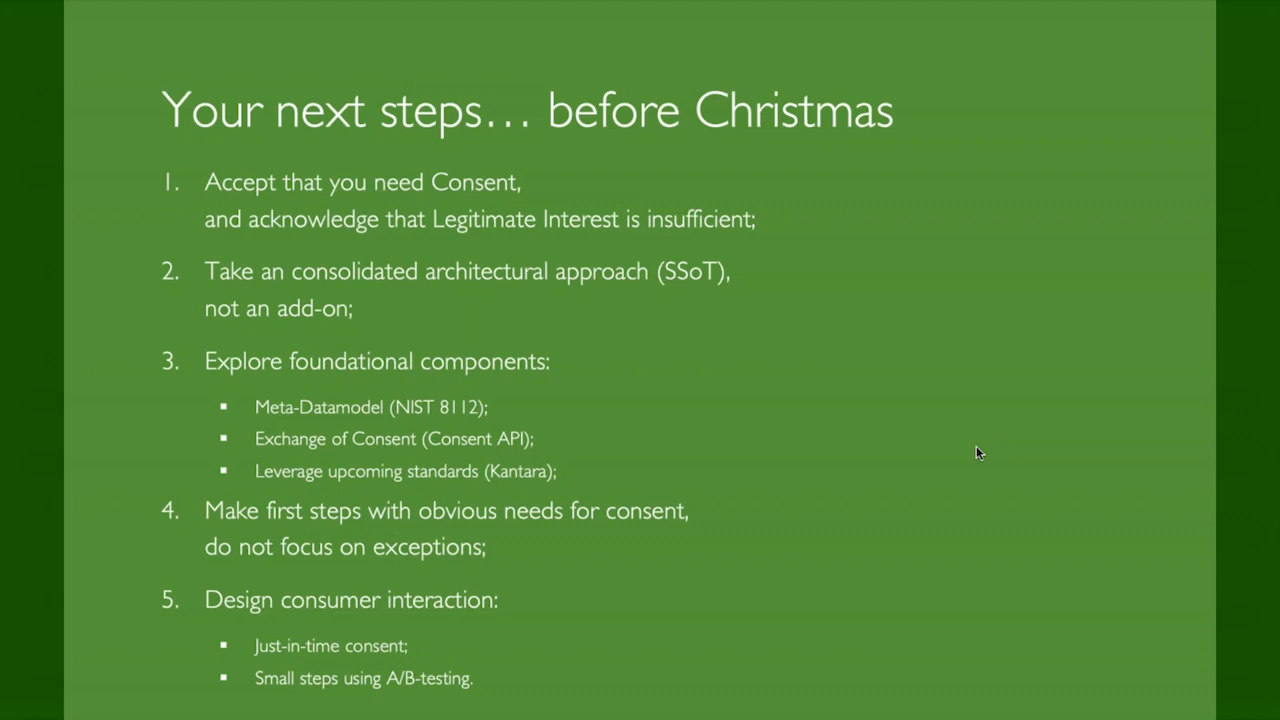 Your next steps… before Christmas
1. Accept that you need Consent,
and acknowledge that Legitimate Interest is insufficient;
2. Take an consolidated architectural approach (SSoT),
not an add-on;
3. Explore foundational components:
▪ Meta-Datamodel (NIST 8112);
▪ Exchange of Consent (Consent API);
▪ Leverage upcoming standards (Kantara);
4. Make first steps with obvious needs for consent,
do not focus on exceptions;
5. Design consumer interaction:
▪ Just-in-time consent;
▪ Small steps using A/B-testing.